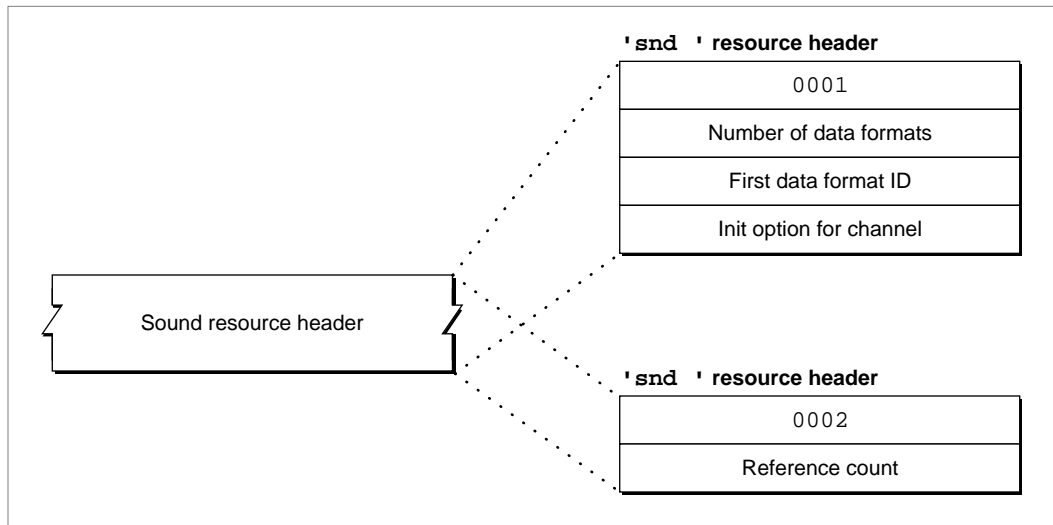 'snd ' resource header
0001
Number of data formats
First data format ID
Init option for channel
Sound resource header
'snd ' resource header
0002
Reference count